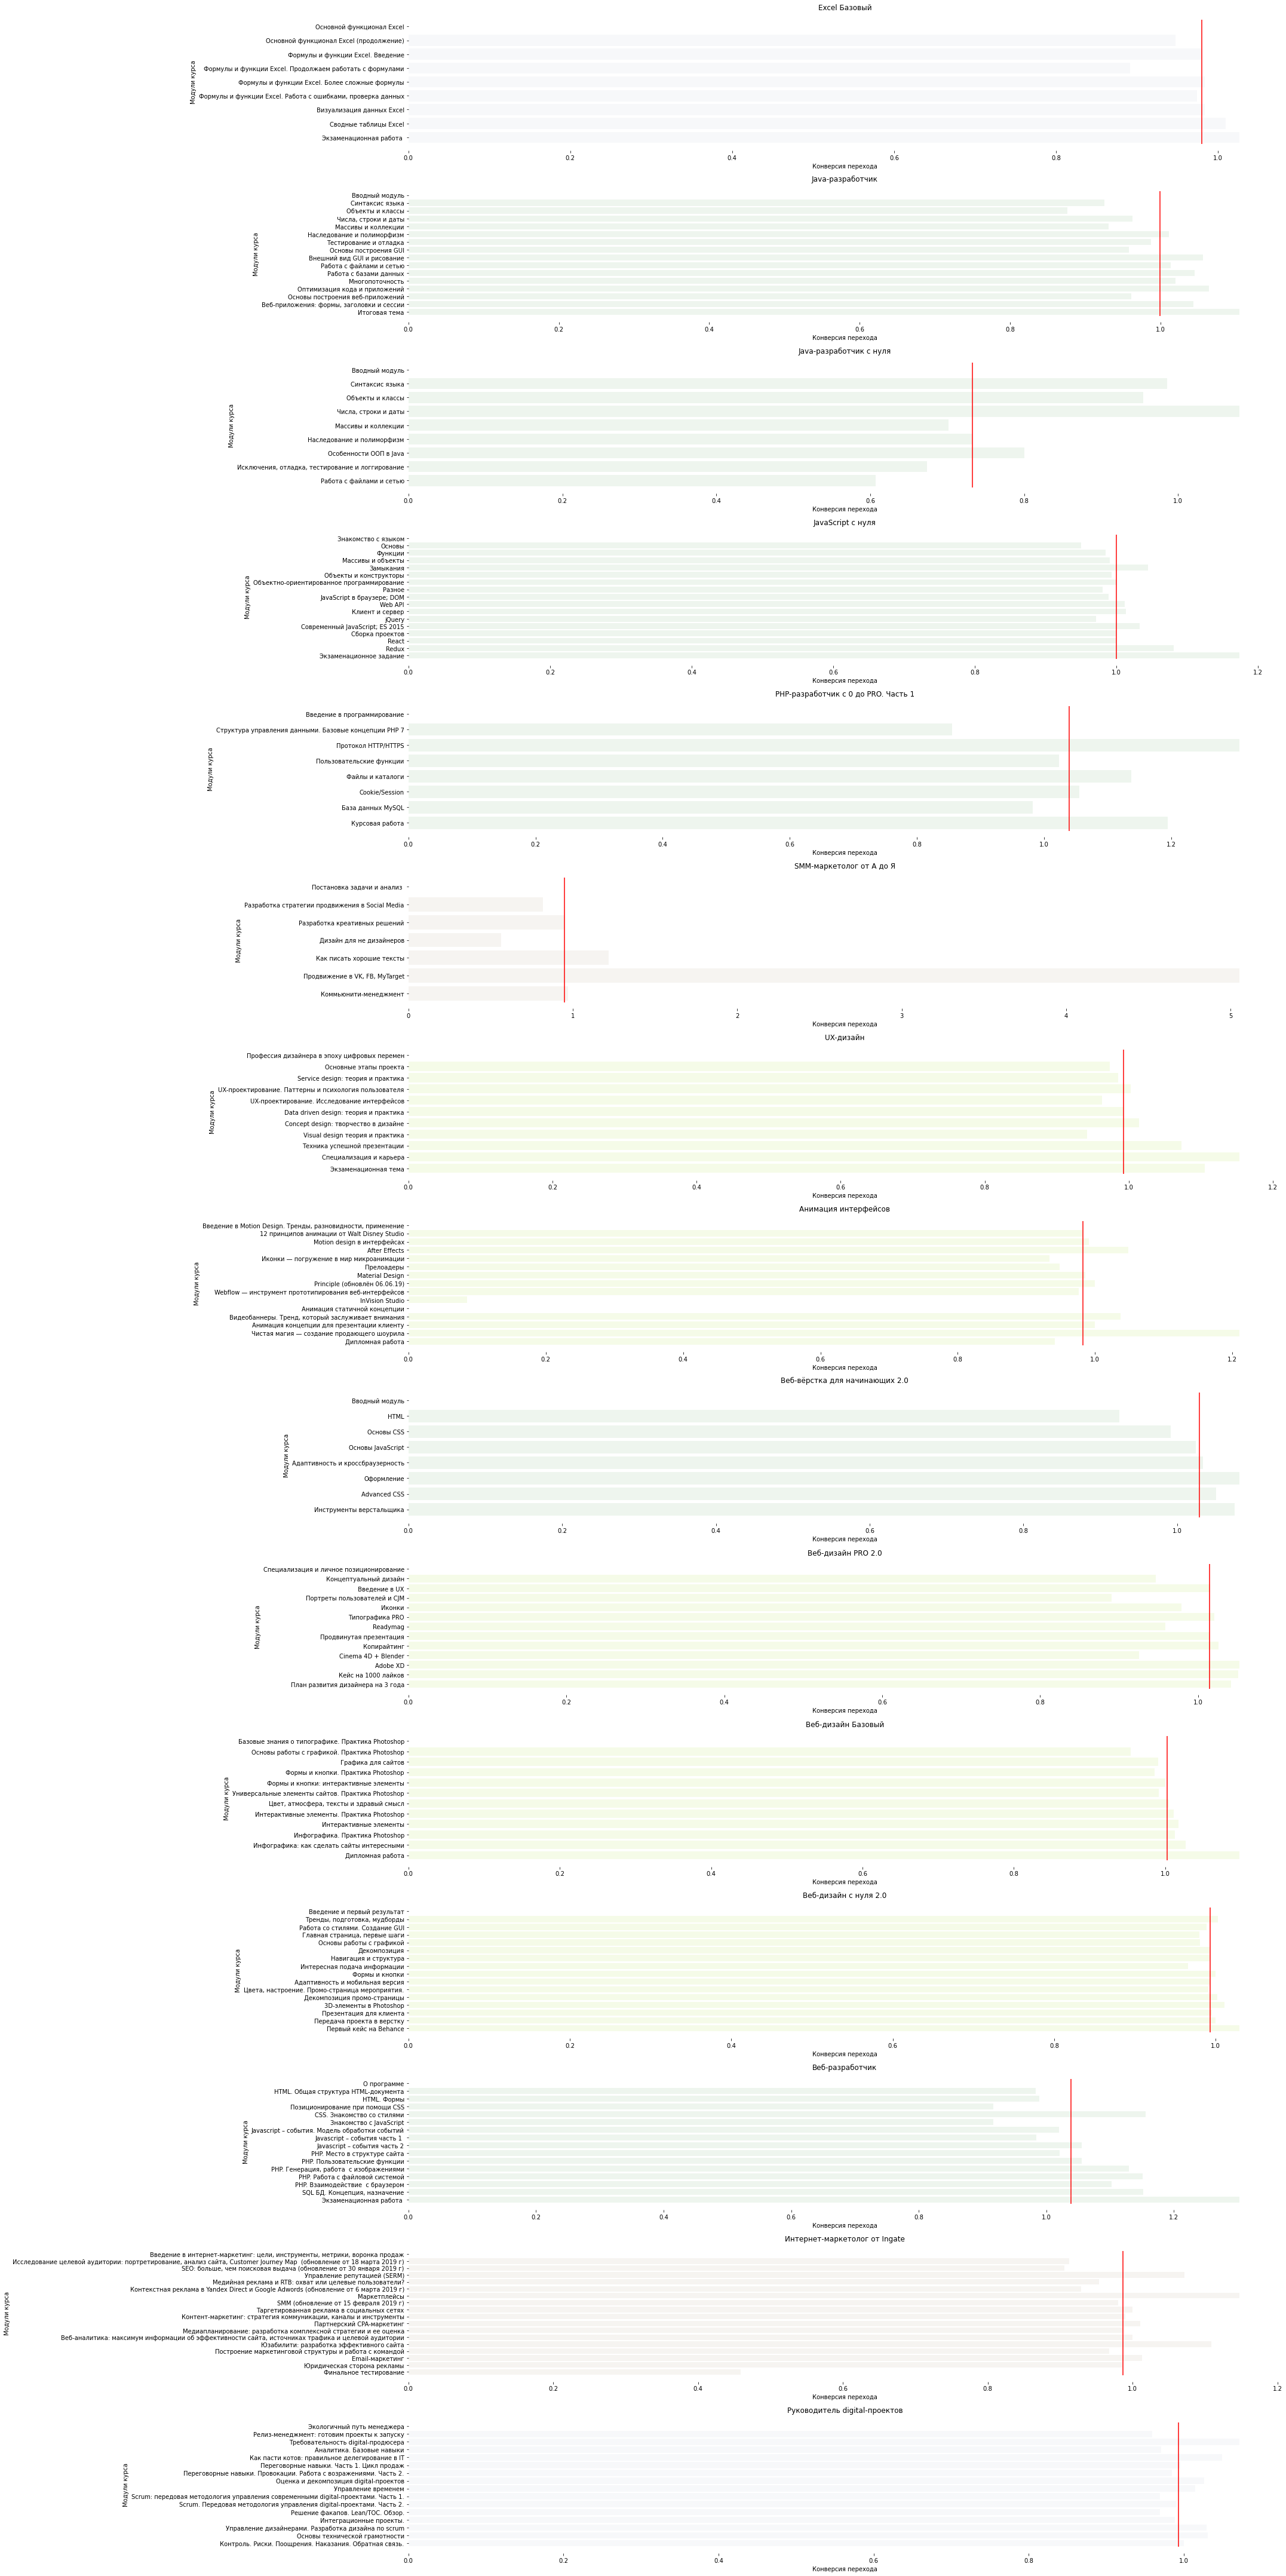 Excel Базовый
Модули курса
Основной функционал Excel
Основной функционал Excel (продолжение)
Формулы и функции Excel. Введение
Формулы и функции Excel. Продолжаем работать с формулами
Формулы и функции Excel. Более сложные формулы
Формулы и функции Excel. Работа с ошибками, проверка данных
Визуализация данных Excel
Сводные таблицы Excel
Экзаменационная работа
0.0 0.2 0.4 0.6 0.8 1.0
Конверсия перехода
Java-разработчик
Модули курса
Вводный модуль
Синтаксис языка
Объекты и классы
Числа, строки и даты
Массивы и коллекции
Наследование и полиморфизм
Тестирование и отладка
Основы построения GUI
Внешний вид GUI и рисование
Работа с файлами и сетью
Работа с базами данных
Многопоточность
Оптимизация кода и приложений
Основы построения веб-приложений
Веб-приложения: формы, заголовки и сессии
Итоговая тема
0.0 0.2 0.4 0.6 0.8 1.0
Конверсия перехода
Java-разработчик с нуля
Модули курса
Вводный модуль
Синтаксис языка
Объекты и классы
Числа, строки и даты
Массивы и коллекции
Наследование и полиморфизм
Особенности ООП в Java
Исключения, отладка, тестирование и логгирование
Работа с файлами и сетью
0.0 0.2 0.4 0.6 0.8 1.0
Конверсия перехода
JavaScript с нуля
Модули курса
Знакомство с языком
Основы
Функции
Массивы и объекты
Замыкания
Объекты и конструкторы
Объектно-ориентированное программирование
Разное
JavaScript в браузере; DOM
Web API
Клиент и сервер
jQuery
Современный JavaScript; ES 2015
Сборка проектов
React
Redux
Экзаменационное задание
0.0 0.2 0.4 0.6 0.8 1.0 1.2
Конверсия перехода
PHP-разработчик с 0 до PRO. Часть 1
Модули курса
Введение в программирование
Структура управления данными. Базовые концепции PHP 7
Протокол HTTP/HTTPS
Пользовательские функции
Файлы и каталоги
Cookie/Session
База данных MySQL
Курсовая работа
0.0 0.2 0.4 0.6 0.8 1.0 1.2
Конверсия перехода
SMM-маркетолог от А до Я
Модули курса
Постановка задачи и анализ
Разработка стратегии продвижения в Social Media
Разработка креативных решений
Дизайн для не дизайнеров
Как писать хорошие тексты
Продвижение в VK, FB, MyTarget
Коммьюнити-менеджмент
0 1 2 3 4 5
Конверсия перехода
UX-дизайн
Модули курса
Профессия дизайнера в эпоху цифровых перемен
Основные этапы проекта
Service design: теория и практика
UX-проектирование. Паттерны и психология пользователя
UX-проектирование. Исследование интерфейсов
Data driven design: теория и практика
Concept design: творчество в дизайне
Visual design теория и практика
Техника успешной презентации
Специализация и карьера
Экзаменационная тема
0.0 0.2 0.4 0.6 0.8 1.0 1.2
Конверсия перехода
Анимация интерфейсов
Модули курса
Введение в Motion Design. Тренды, разновидности, применение
12 принципов анимации от Walt Disney Studio
Motion design в интерфейсах
After Effects
Иконки — погружение в мир микроанимации
Прелоадеры
Material Design
Principle (обновлён 06.06.19)
Webflow — инструмент прототипирования веб-интерфейсов
InVision Studio
Анимация статичной концепции
Видеобаннеры. Тренд, который заслуживает внимания
Анимация концепции для презентации клиенту
Чистая магия — создание продающего шоурила
Дипломная работа
0.0 0.2 0.4 0.6 0.8 1.0 1.2
Конверсия перехода
Веб-вёрстка для начинающих 2.0
Модули курса
Вводный модуль
HTML
Основы CSS
Основы JavaScript
Адаптивность и кроссбраузерность
Оформление
Advanced CSS
Инструменты верстальщика
0.0 0.2 0.4 0.6 0.8 1.0
Конверсия перехода
Веб-дизайн PRO 2.0
Модули курса
Специализация и личное позиционирование
Концептуальный дизайн
Введение в UX
Портреты пользователей и CJM
Иконки
Типографика PRO
Readymag
Продвинутая презентация
Копирайтинг
Cinema 4D + Blender
Adobe XD
Кейс на 1000 лайков
План развития дизайнера на 3 года
0.0 0.2 0.4 0.6 0.8 1.0
Конверсия перехода
Веб-дизайн Базовый
Модули курса
Базовые знания о типографике. Практика Photoshop
Основы работы с графикой. Практика Photoshop
Графика для сайтов
Формы и кнопки. Практика Photoshop
Формы и кнопки: интерактивные элементы
Универсальные элементы сайтов. Практика Photoshop
Цвет, атмосфера, тексты и здравый смысл
Интерактивные элементы. Практика Photoshop
Интерактивные элементы
Инфографика. Практика Photoshop
Инфографика: как сделать сайты интересными
Дипломная работа
0.0 0.2 0.4 0.6 0.8 1.0
Конверсия перехода
Веб-дизайн с нуля 2.0
Модули курса
Введение и первый результат
Тренды, подготовка, мудборды
Работа со стилями. Создание GUI
Главная страница, первые шаги
Основы работы с графикой
Декомпозиция
Навигация и структура
Интересная подача информации
Формы и кнопки
Адаптивность и мобильная версия
Цвета, настроение. Промо-страница мероприятия.
Декомпозиция промо-страницы
3D-элементы в Photoshop
Презентация для клиента
Передача проекта в верстку
Первый кейс на Behance
0.0 0.2 0.4 0.6 0.8 1.0
Конверсия перехода
Веб-разработчик
Модули курса
О программе
HTML. Общая структура HTML-документа
HTML. Формы
Позиционирование при помощи CSS
CSS. Знакомство со стилями
Знакомство с JavaScript
Javascript – события. Модель обработки событий
Javascript – события часть 1
Javascript – события часть 2
PHP. Место в структуре сайта
PHP. Пользовательские функции
PHP. Генерация, работа с изображениями
PHP. Работа с файловой системой
PHP. Взаимодействие с браузером
SQL БД. Концепция, назначение
Экзаменационная работа
0.0 0.2 0.4 0.6 0.8 1.0 1.2
Конверсия перехода
Интернет-маркетолог от Ingate
Модули курса
Введение в интернет-маркетинг: цели, инструменты, метрики, воронка продаж
Исследование целевой аудитории: портретирование, анализ сайта, Customer Journey Map (обновление от 18 марта 2019 г)
SEO: больше, чем поисковая выдача (обновление от 30 января 2019 г)
Управление репутацией (SERM)
Медийная реклама и RTB: охват или целевые пользователи?
Контекстная реклама в Yandex Direct и Google Adwords (обновление от 6 марта 2019 г)
Маркетплейсы
SMM (обновление от 15 февраля 2019 г)
Таргетированная реклама в социальных сетях
Контент-маркетинг: стратегия коммуникации, каналы и инструменты
Партнерский CPA-маркетинг
Медиапланирование: разработка комплексной стратегии и ее оценка
Веб-аналитика: максимум информации об эффективности сайта, источниках трафика и целевой аудитории
Юзабилити: разработка эффективного сайта
Построение маркетинговой структуры и работа с командой
Email-маркетинг
Юридическая сторона рекламы
Финальное тестирование
0.0 0.2 0.4 0.6 0.8 1.0 1.2
Конверсия перехода
Руководитель digital-проектов
Модули курса
Экологичный путь менеджера
Релиз-менеджмент: готовим проекты к запуску
Требовательность digital-продюсера
Аналитика. Базовые навыки
Как пасти котов: правильное делегирование в IT
Переговорные навыки. Часть 1. Цикл продаж
Переговорные навыки. Провокации. Работа с возражениями. Часть 2.
Оценка и декомпозиция digital-проектов
Управление временем
Scrum: передовая методология управления современными digital-проектами. Часть 1.
Scrum. Передовая методология управления digital-проектами. Часть 2.
Решение факапов. Lean/TOC. Обзор.
Интеграционные проекты.
Управление дизайнерами. Разработка дизайна по scrum
Основы технической грамотности
Контроль. Риски. Поощрения. Наказания. Обратная связь.
0.0 0.2 0.4 0.6 0.8 1.0
Конверсия перехода